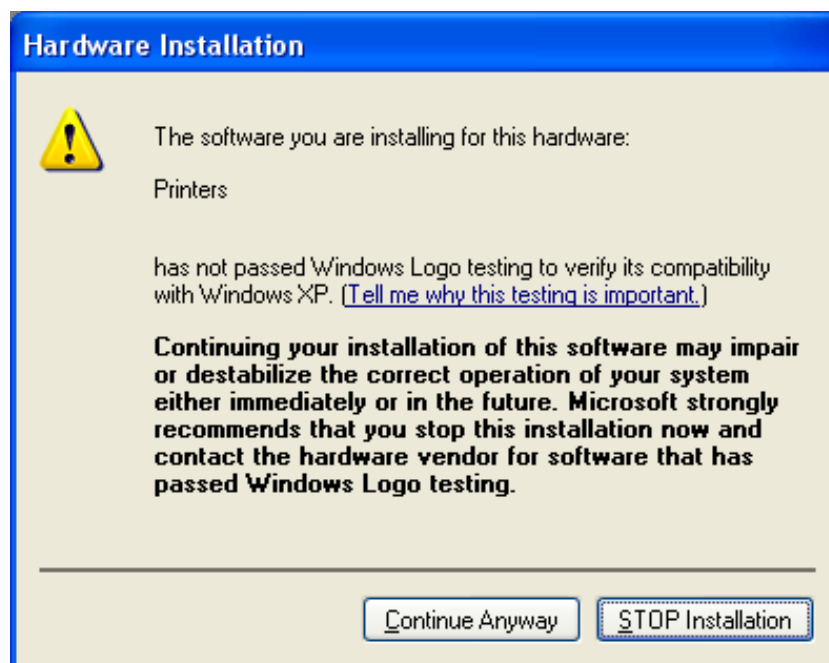 Hardware Installation
The software you are installing for this hardware:
Printers
has not passed Windows Logo testing to verify its compatibility
with Windows XP. (Tell me why this testing is important.)
Continuing your installation of this software may impair
or destabilize the correct operation of your system
either immediately or in the future. Microsoft strongly
recommends that you stop this installation now and
contact the hardware vendor for software that has
passed Windows Logo testing.
Continue Anyway
STOP Installation